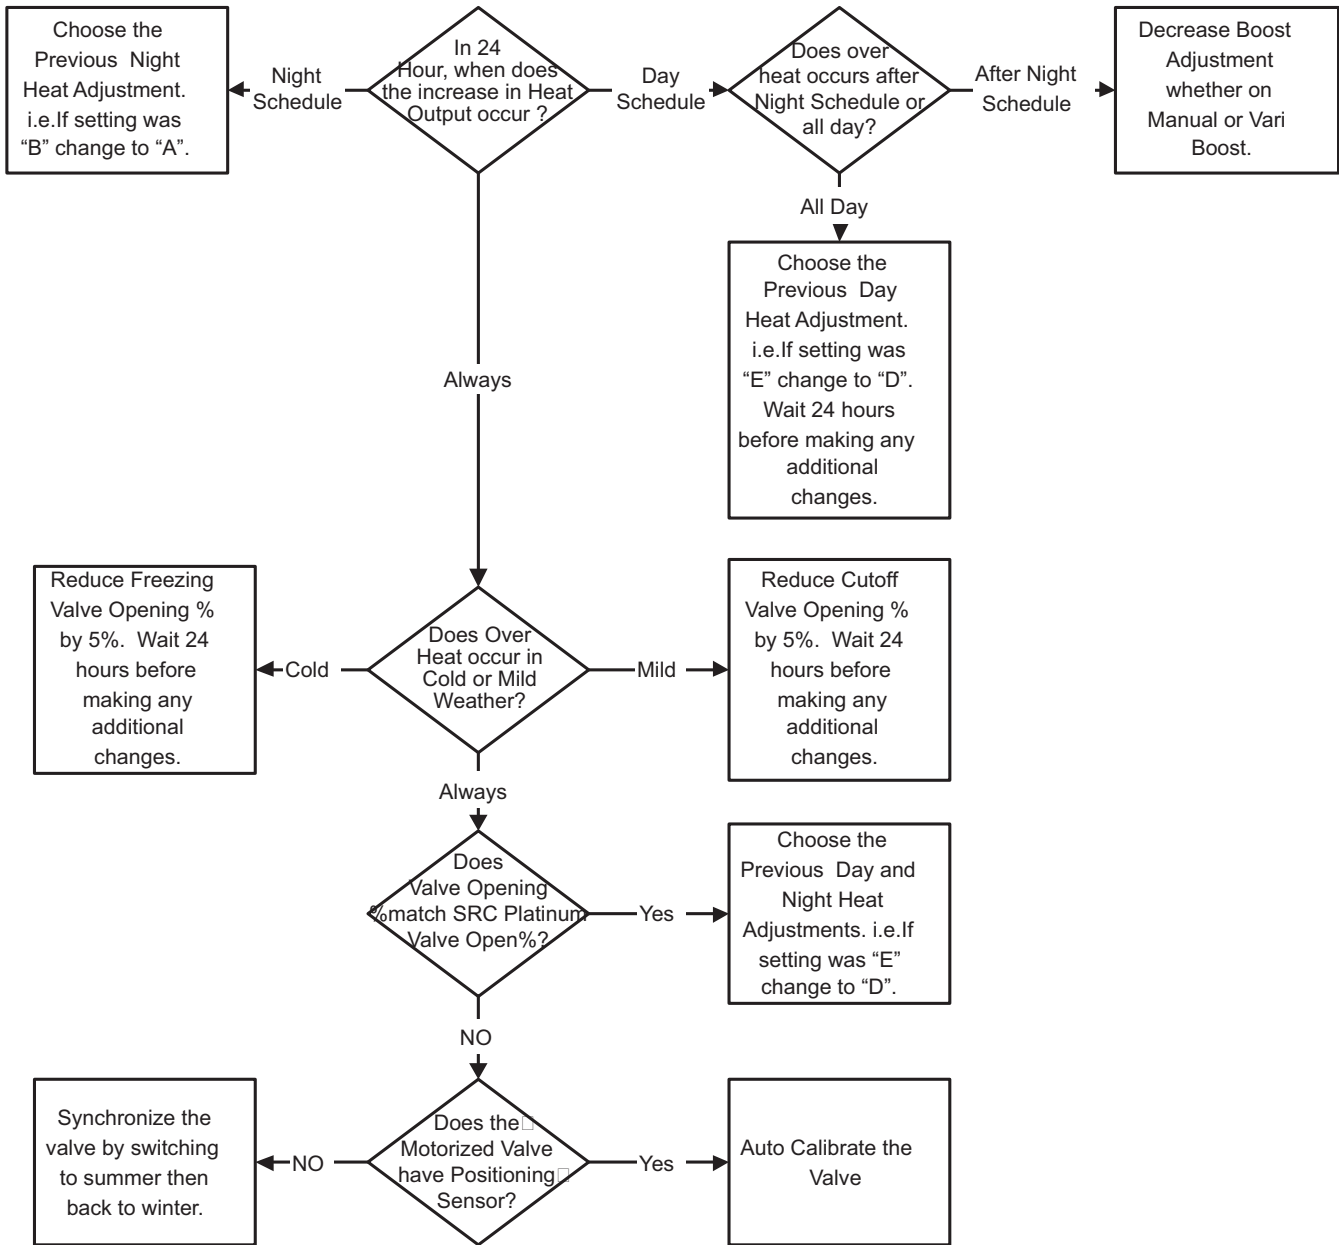 Choose the
Previous Night
Heat Adjustment.
i.e.If setting was
“B” change to “A”.
Night
Schedule
In 24
Hour, when does
the increase in Heat
Output occur ?
Day
Schedule
Does over
heat occurs after
Night Schedule or
all day?
After Night
Schedule
Decrease Boost
Adjustment
whether on
Manual or Vari
Boost.
All Day
Choose the
Previous Day
Heat Adjustment.
i.e.If setting was
“E” change to “D”.
Wait 24 hours
before making any
additional
changes.
Always
Reduce Freezing
Valve Opening %
by 5%. Wait 24
hours before
making any
additional
changes.
Cold
Does Over
Heat occur in
Cold or Mild
Weather?
Mild
Reduce Cutoff
Valve Opening %
by 5%. Wait 24
hours before
making any
additional
changes.
Always
Does
Valve Opening
%match SRC Platinum
Valve Open%?
Yes
Choose the
Previous Day and
Night Heat
Adjustments. i.e.If
setting was “E”
change to “D”.
NO
Synchronize the
valve by switching
to summer then
back to winter.
NO
Does the
Motorized Valve
have Positioning
Sensor?
Yes
Auto Calibrate the
Valve